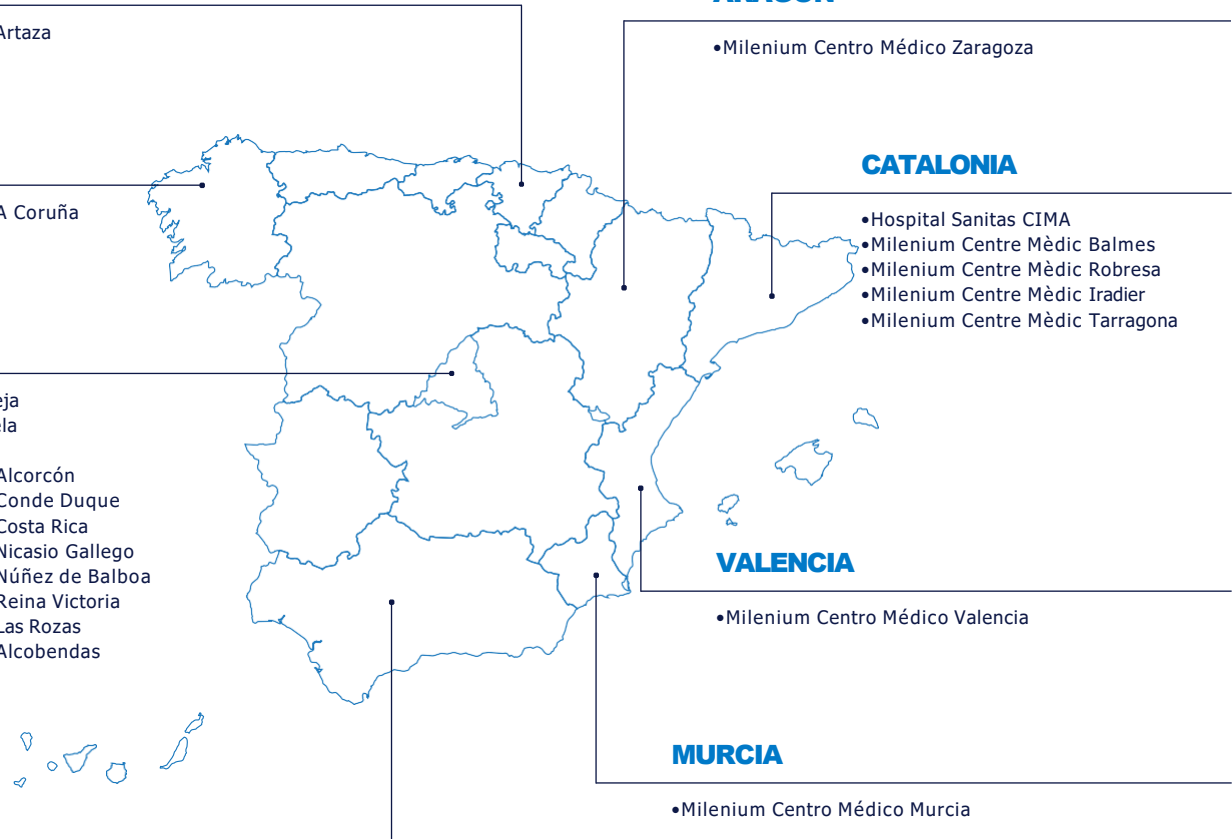 Artaza
A Coruña
eja
ela
Alcorcón
Conde Duque
Costa Rica
Nicasio Gallego
Núñez de Balboa
Reina Victoria
Las Rozas
Alcobendas
•Milenium Centro Médico Zaragoza
CATALONIA
•Hospital Sanitas CIMA
•Milenium Centre Mèdic Balmes
•Milenium Centre Mèdic Robresa
•Milenium Centre Mèdic Iradier
•Milenium Centre Mèdic Tarragona
VALENCIA
•Milenium Centro Médico Valencia
MURCIA
•Milenium Centro Médico Murcia